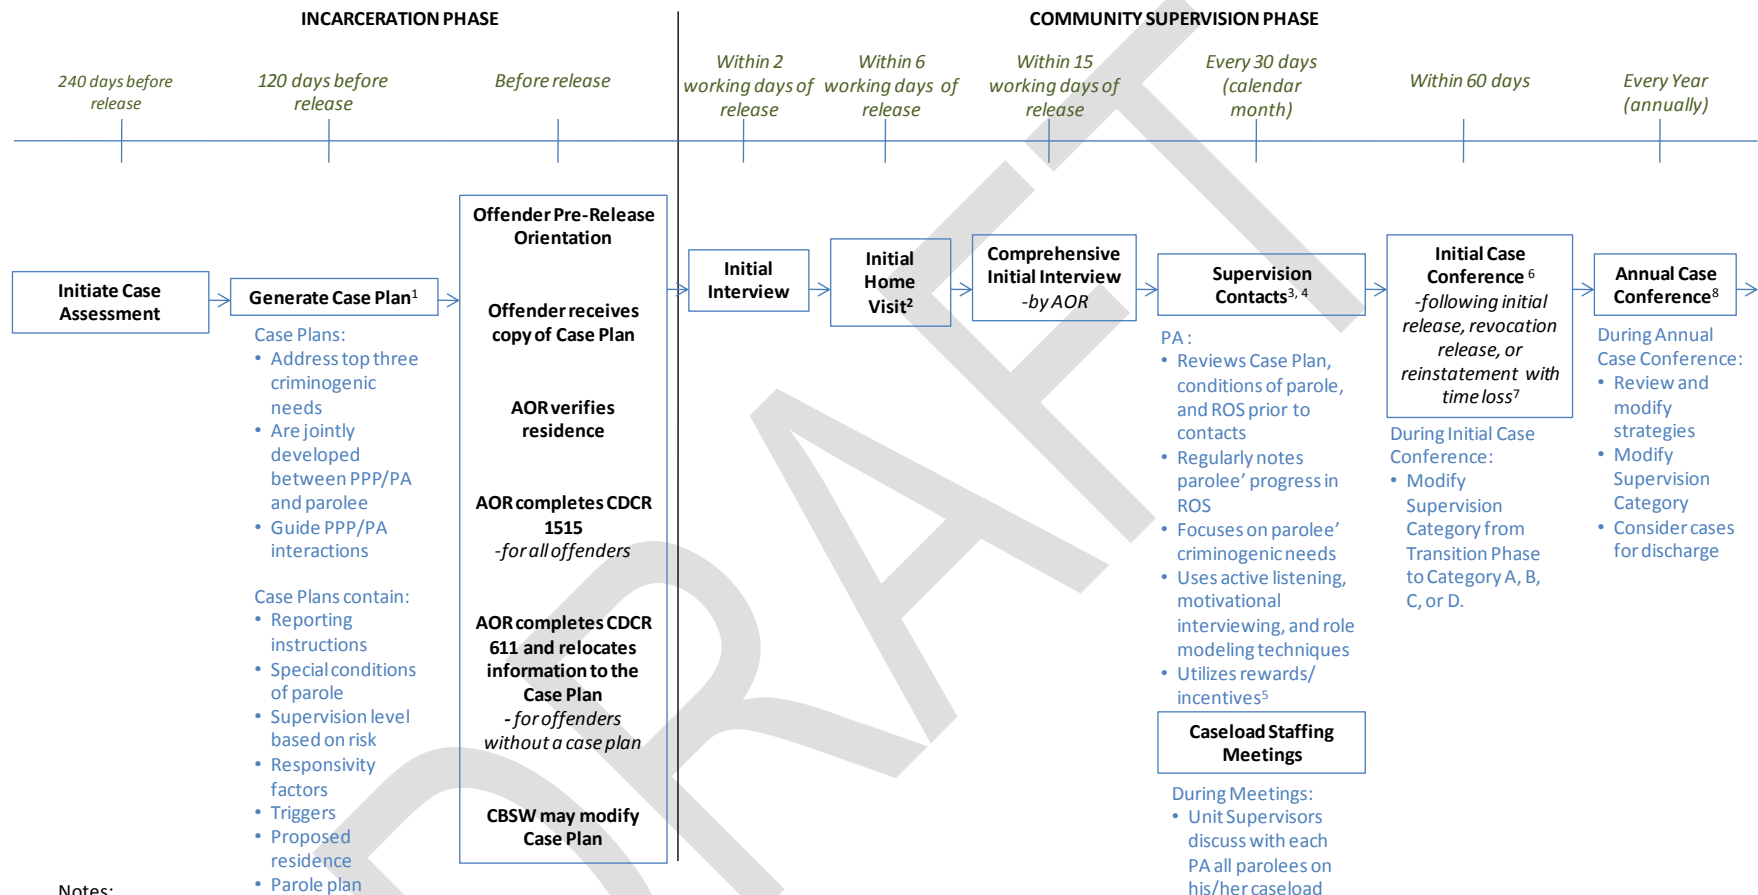 INCARCERATION PHASE
COMMUNITY SUPERVISION PHASE
240 days before
release
120 days before
release
Before release
Within 2
working days of
release
Within 6
working days of
release
Within 15
working days of
release
Every 30 days
(calendar
month)
Within 60 days
Every Year
(annually)
Initiate Case
Assessment
Generate Case Plan1
Case Plans:
• Address top three
criminogenic
needs
• Are jointly
developed
between PPP/PA
and parolee
• Guide PPP/PA
interactions
Case Plans contain:
• Reporting
instructions
• Special conditions
of parole
• Supervision level
based on risk
• Responsivity
factors
• Triggers
• Proposed
residence
• Parole plan
Offender Pre-Release
Orientation
Offender receives
copy of Case Plan
AOR verifies
residence
AOR completes CDCR
1515
-for all offenders
AOR completes CDCR
611 and relocates
information to the
Case Plan
- for offenders
without a case plan
CBSW may modify
Case Plan
Initial
Interview
Initial
Home
Visit2
Comprehensive
Initial Interview
-by AOR
Supervision
Contacts3, 4
PA :
• Reviews Case Plan,
conditions of parole,
and ROS prior to
contacts
• Regularly notes
parolee' progress in
ROS
• Focuses on parolee'
criminogenic needs
• Uses active listening,
motivational
interviewing, and role
modeling techniques
• Utilizes rewards/
incentives5
Caseload Staffing
Meetings
During Meetings:
• Unit Supervisors
discuss with each
PA all parolees on
his/her caseload
Initial Case
Conference 6
-following initial
release, revocation
release, or
reinstatement with
time loss7
During Initial Case
Conference:
• Modify
Supervision
Category from
Transition Phase
to Category A, B,
C, or D.
Annual Case
Conference8
During Annual
Case Conference:
• Review and
modify
strategies
• Modify
Supervision
Category
• Consider cases
for discharge
Notes:
DRAFT